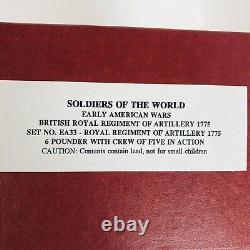 SOLDIERS OF THE WORLD
EARLY AMERICAN WARS
BRITISH ROYAL REGIMENT OF ARTILLERY 1775
SET NO. EA33 - ROYAL REGIMENT OF ARTILLERY 1775
6 POUNDER WITH CREW OF FIVE IN ACTION
CAUTION: Contents contain lead, not for small children